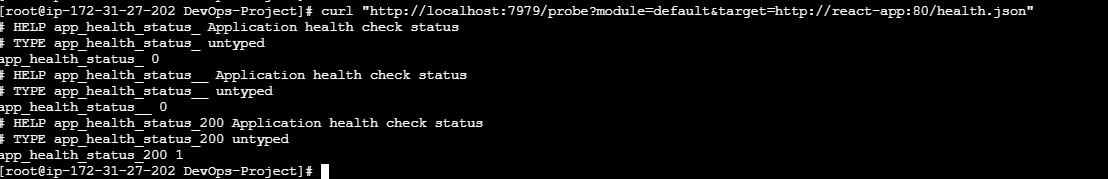 [root@ip-172-31-27-202 DevOps-Project]# curl "http://localhost:7979/probe?module=default&target=http://react-app:80/health.json"
# HELP app_health_status_ Application health check status
# TYPE app_health_status_ untyped
app_health_status_ 0
# HELP app_health_status__ Application health check status
# TYPE app_health_status__ untyped
app_health_status__ 0
# HELP app_health_status_200 Application health check status
# TYPE app_health_status_200 untyped
app_health_status_200 1
[root@ip-172-31-27-202 DevOps-Project]#